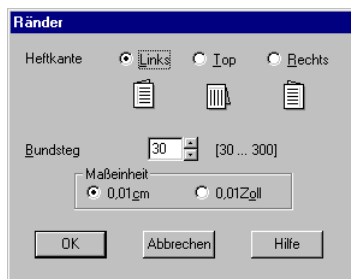 Ränder
Heftkante Links Top Rechts
Bundsteg 30 [30 ... 300]
Maßeinheit
0,01cm 0,01Zoll
OK Abbrechen Hilfe